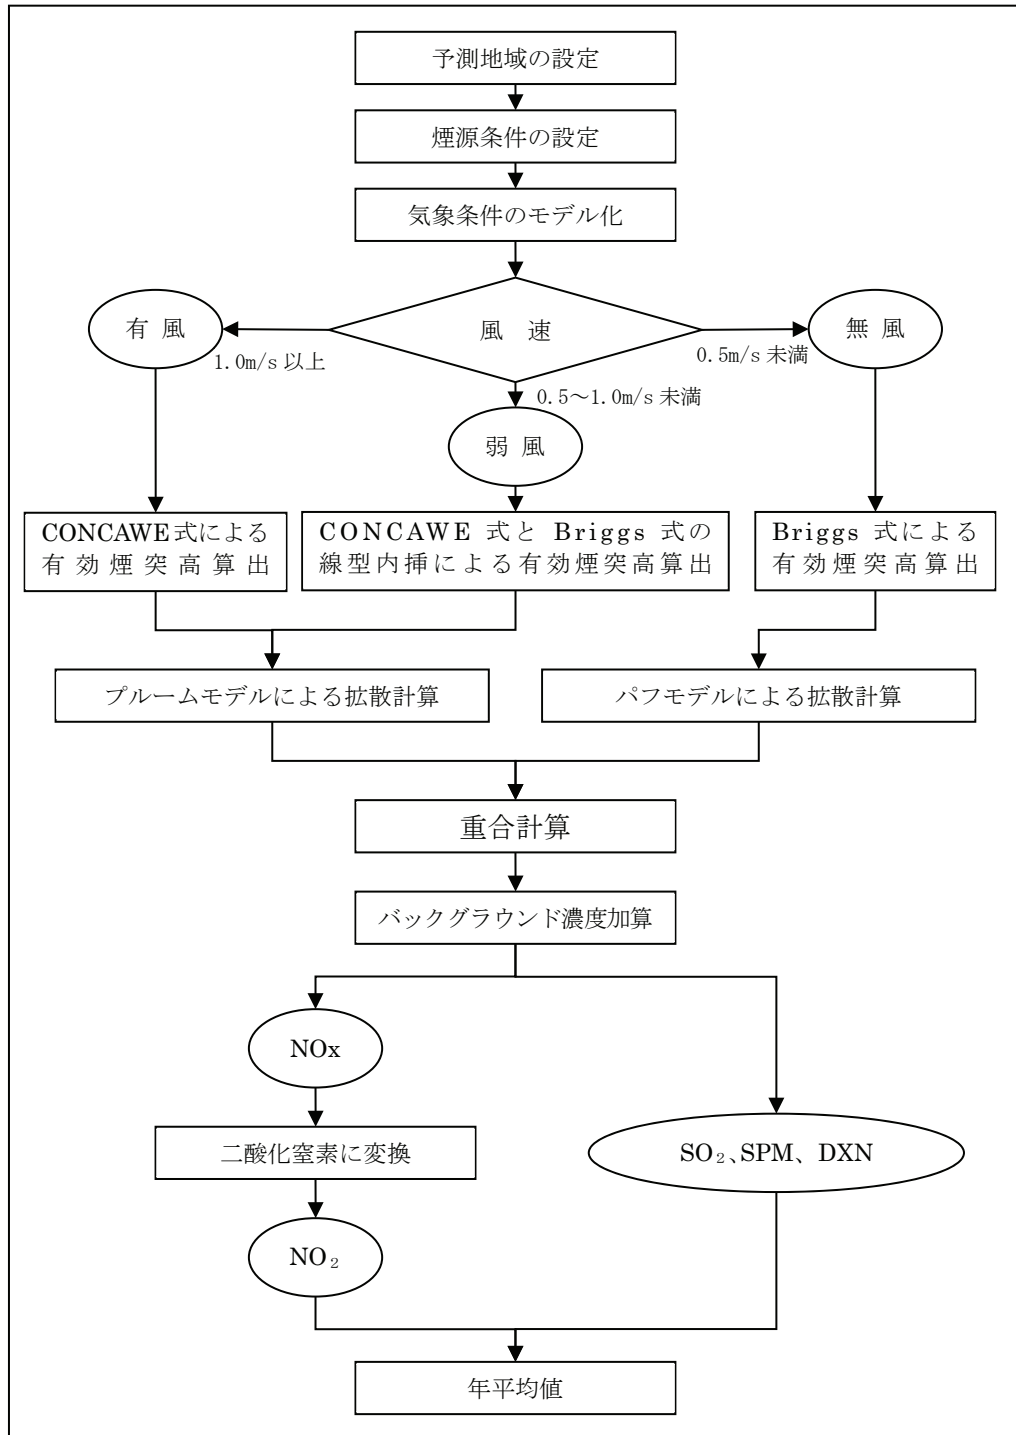 予測地域の設定
煙源条件の設定
気象条件のモデル化
風 速
有 風
無 風
1.0m/s 以上
0.5m/s 未満
0.5～1.0m/s 未満
弱 風
CONCAWE 式による
有効煙突高算出
CONCAWE 式と Briggs 式の
線型内挿による有効煙突高算出
Briggs 式による
有効煙突高算出
プルームモデルによる拡散計算
パフモデルによる拡散計算
重合計算
バックグラウンド濃度加算
NOx
二酸化窒素に変換
SO₂、SPM、DXN
NO₂
年平均値